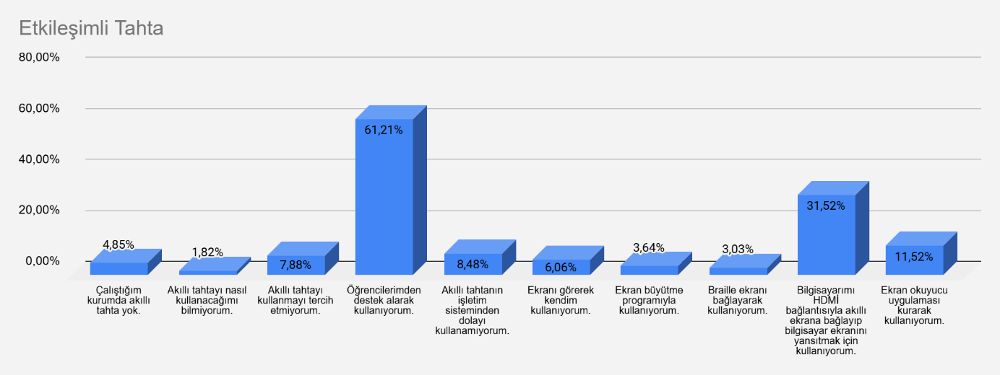 Etkileşimli Tahta
80,00%
60,00%
40,00%
20,00%
0,00%
4,85%
1,82%
7,88%
61,21%
8,48%
6,06%
3,64%
3,03%
31,52%
11,52%
Çalıştığım
kurumda akıllı
tahta yok.
Akıllı tahtayı nasıl
kullanacağımı
bilmiyorum.
Akıllı tahtayı
kullanmayı tercih
etmiyorum.
Öğrencilerimden
destek alarak
kullanıyorum.
Akıllı tahtanın
işletim
sisteminden
dolayı
kullanamıyorum.
Ekranı görerek
kendim
kullanıyorum.
Ekran büyütme
programıyla
kullanıyorum.
Braille ekranı
bağlayarak
kullanıyorum.
Bilgisayarımı
HDMİ
bağlantısıyla akıllı
ekrana bağlayıp
bilgisayar ekranını
yansıtmak için
kullanıyorum.
Ekran okuyucu
uygulaması
kurarak
kullanıyorum.